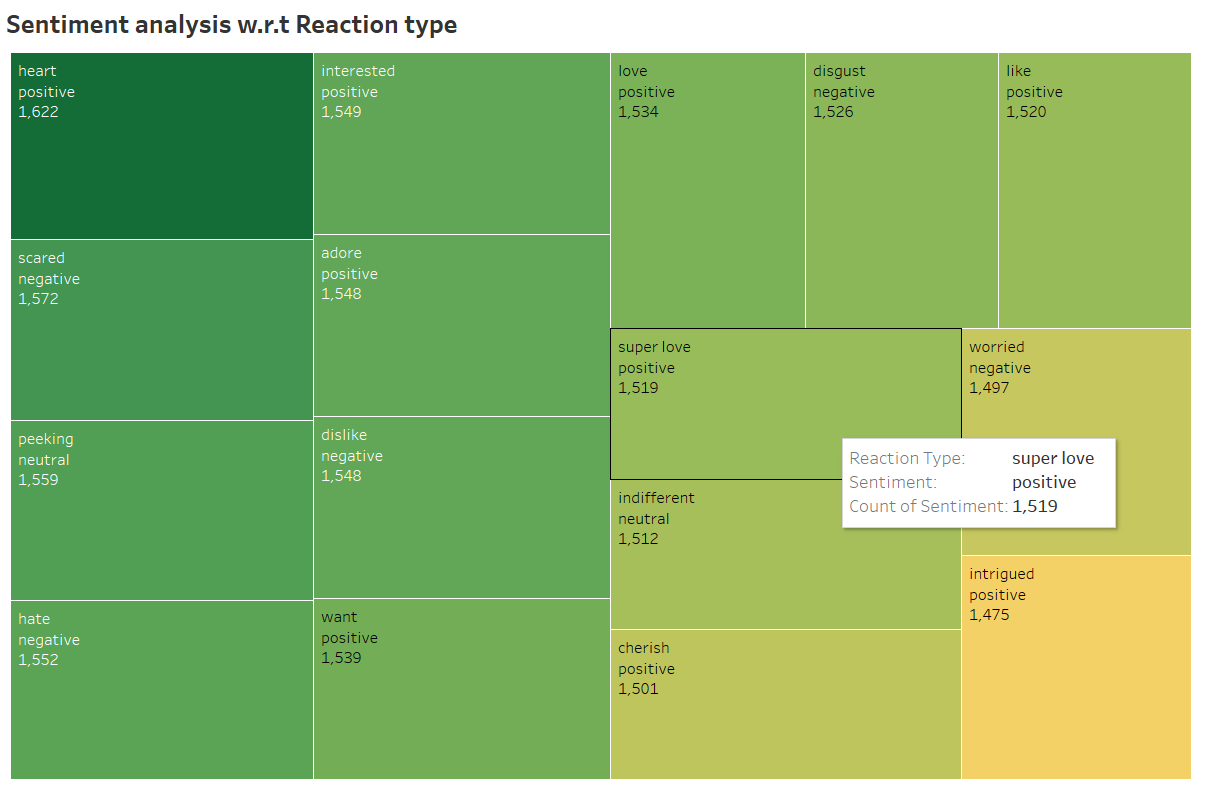 Sentiment analysis w.r.t Reaction type
heart
positive
1,622
scared
negative
1,572
peeking
neutral
1,559
hate
negative
1,552
interested
positive
1,549
adore
positive
1,548
dislike
negative
1,548
want
positive
1,539
love
positive
1,534
disgust
negative
1,526
like
positive
1,520
super love
positive
1,519
indifferent
neutral
1,512
cherish
positive
1,501
worried
negative
1,497
intrigued
positive
1,475
Reaction Type: super love
Sentiment: positive
Count of Sentiment: 1,519